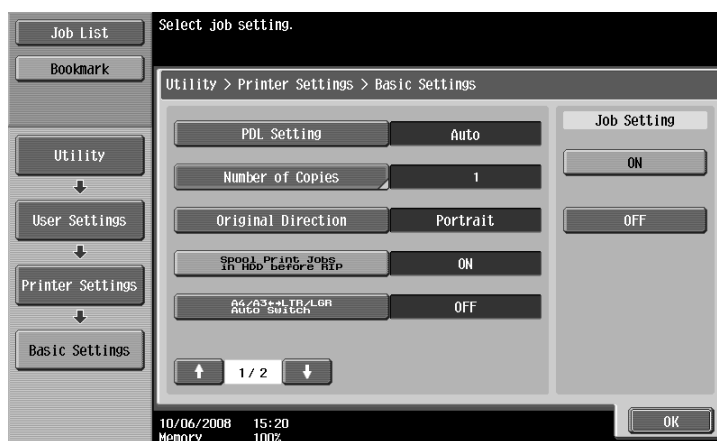 Job List
Select job setting.
Bookmark
Utility > Printer Settings > Basic Settings
PDL Setting
Auto
Job Setting
Utility
ON
Number of Copies
1
User Settings
Original Direction
Portrait
OFF
Spool Print Jobs
in HDD before RIP
ON
Printer Settings
A4/A3↔LTR/LGR
Auto Switch
OFF
Basic Settings
1/ 2
10/06/2008 15:20
Memory 100%
OK